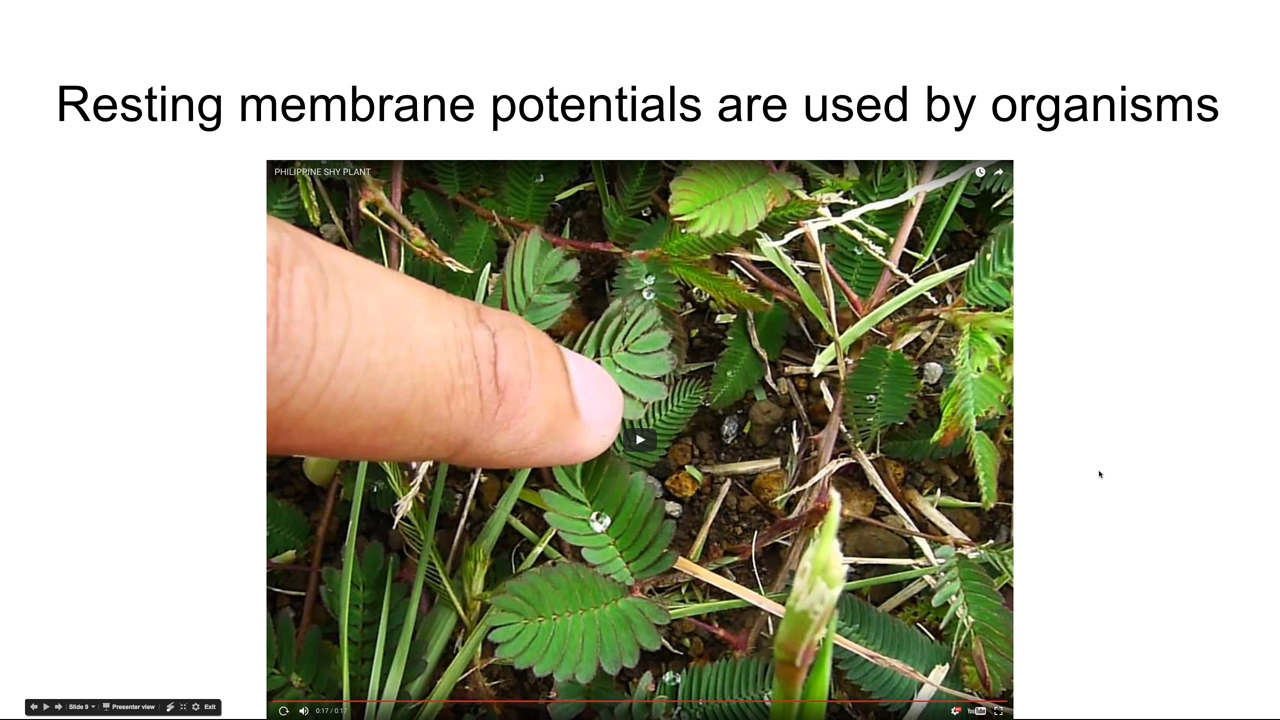 Resting membrane potentials are used by organisms
PHILIPPINE SHY PLANT
0:17 / 0:17
YouTube
Slide 9
Presenter view
Exit